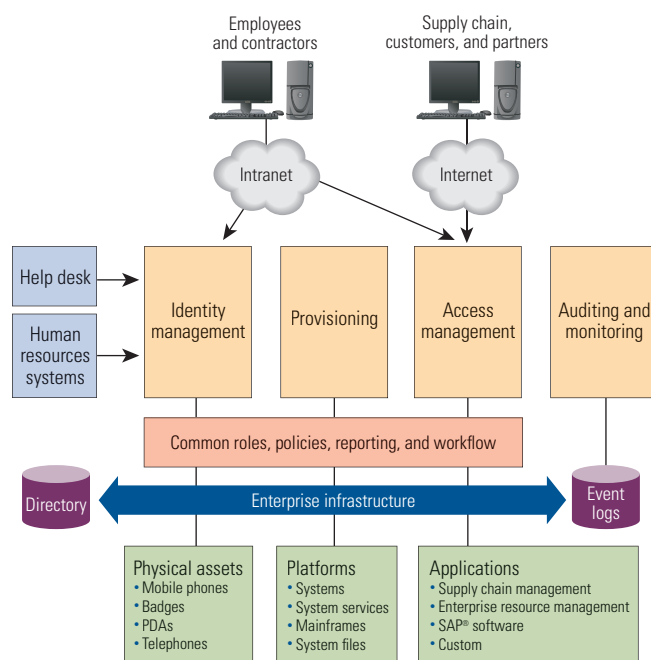 Employees
and contractors
Supply chain,
customers, and partners
Intranet
Internet
Help desk
Human
resources
systems
Identity
management
Provisioning
Access
management
Auditing and
monitoring
Common roles, policies, reporting, and workflow
Directory
Enterprise infrastructure
Event
logs
Physical assets
• Mobile phones
• Badges
• PDAs
• Telephones
Platforms
• Systems
• System services
• Mainframes
• System files
Applications
• Supply chain management
• Enterprise resource management
• SAP® software
• Custom